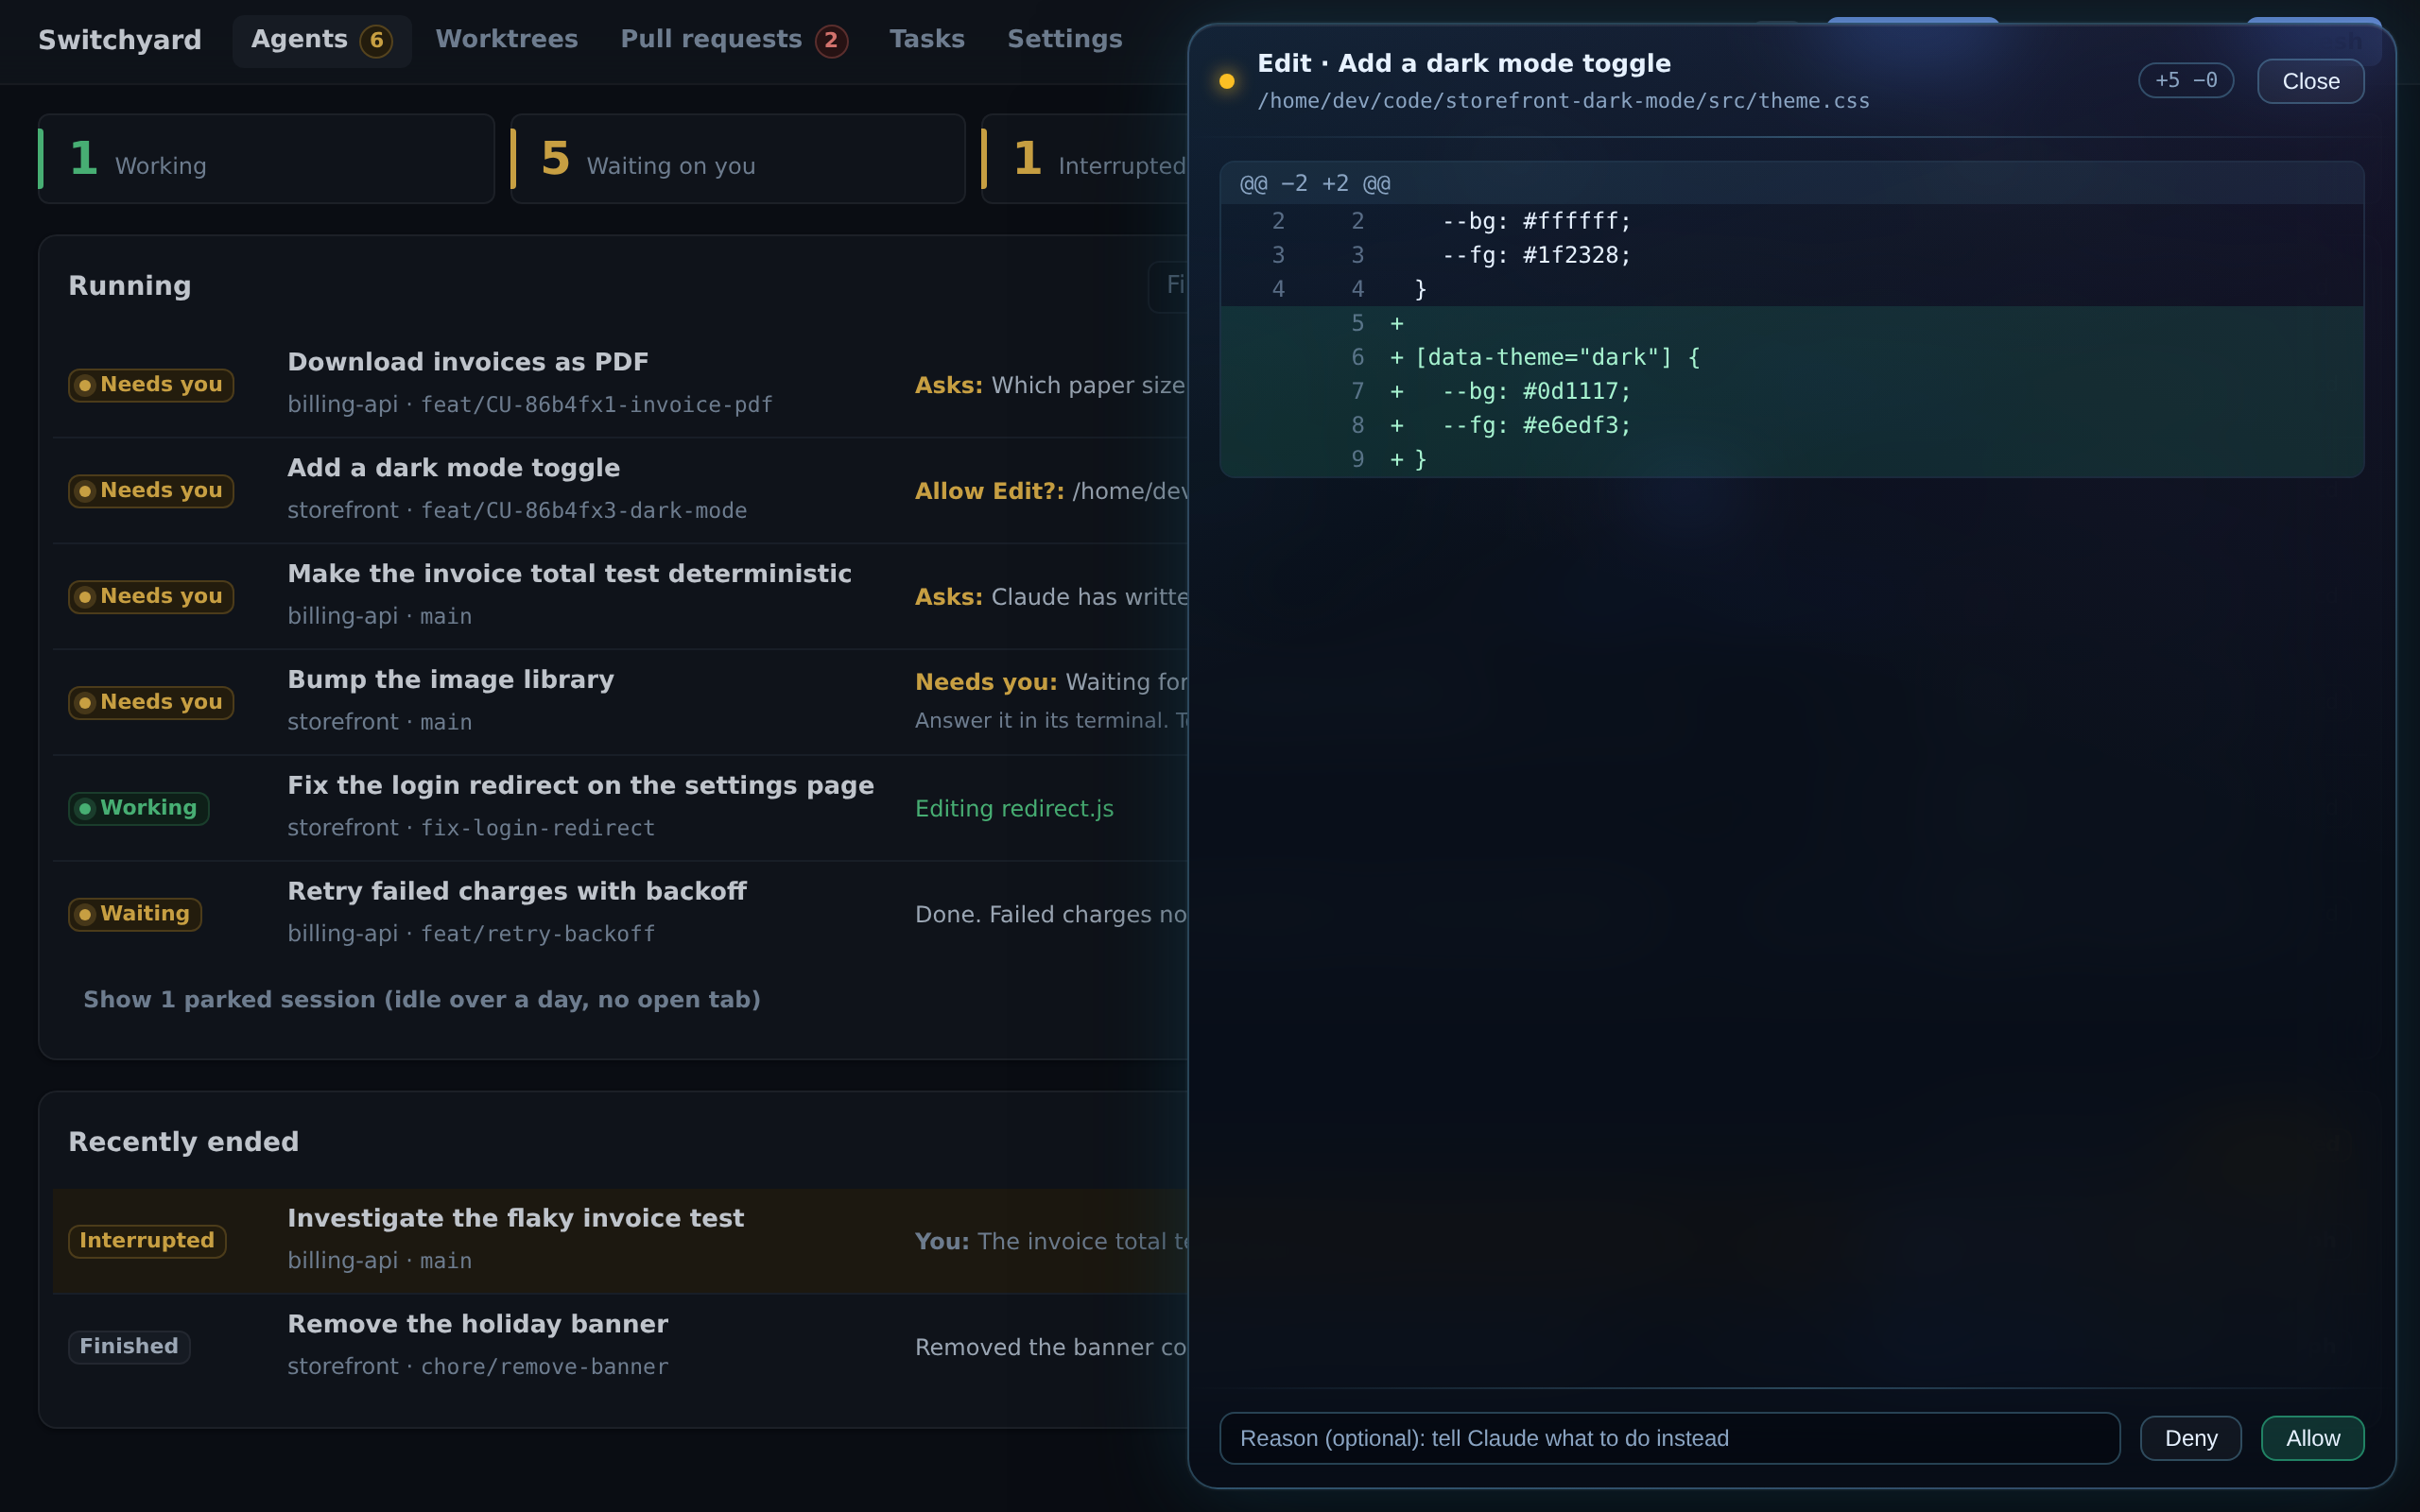 Switchyard Agents 6 Worktrees Pull requests 2 Tasks Settings
1 Working
5 Waiting on you
1 Interrupted
Running
Needs you
Download invoices as PDF
billing-api · feat/CU-86b4fx1-invoice-pdf
Asks: Which paper size
Needs you
Add a dark mode toggle
storefront · feat/CU-86b4fx3-dark-mode
Allow Edit?: /home/dev
Needs you
Make the invoice total test deterministic
billing-api · main
Asks: Claude has writte
Needs you
Bump the image library
storefront · main
Needs you: Waiting for
Answer it in its terminal.
Working
Fix the login redirect on the settings page
storefront · fix-login-redirect
Editing redirect.js
Waiting
Retry failed charges with backoff
billing-api · feat/retry-backoff
Done. Failed charges no
Show 1 parked session (idle over a day, no open tab)
Recently ended
Interrupted
Investigate the flaky invoice test
billing-api · main
You: The invoice total te
Finished
Remove the holiday banner
storefront · chore/remove-banner
Removed the banner co
Edit · Add a dark mode toggle
/home/dev/code/storefront-dark-mode/src/theme.css
+5 −0
Close
@@ −2 +2 @@
2 2 --bg: #ffffff;
3 3 --fg: #1f2328;
4 4 }
5 +
6 + [data-theme="dark"] {
7 + --bg: #0d1117;
8 + --fg: #e6edf3;
9 + }
Reason (optional): tell Claude what to do instead
Deny
Allow